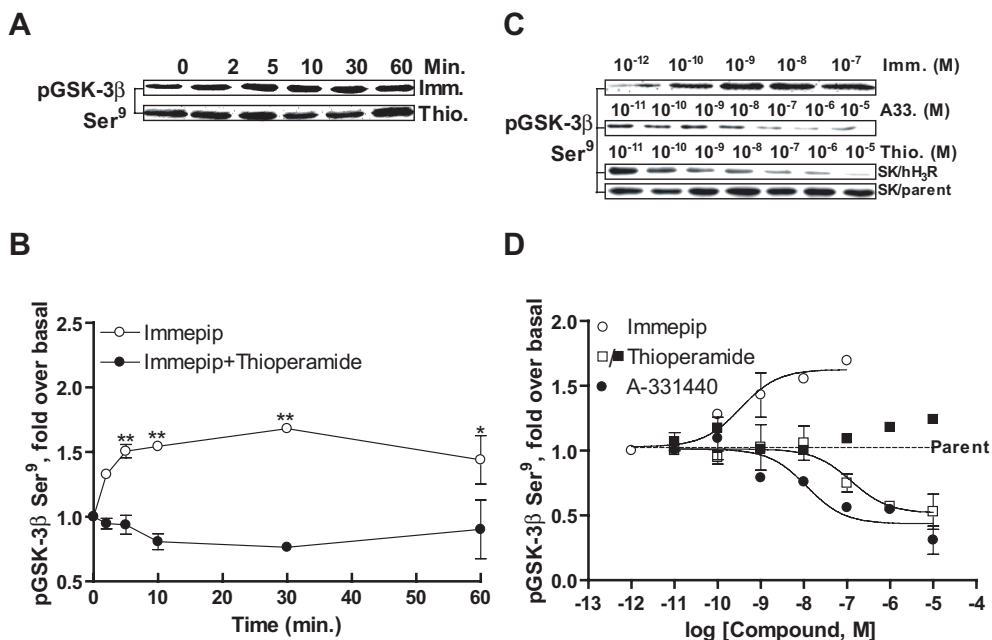 A
0 2 5 10 30 60 Min.
pGSK-3β Ser⁹
Imm.
Thio.
C
10⁻¹² 10⁻¹⁰ 10⁻⁹ 10⁻⁸ 10⁻⁷ Imm. (M)
10⁻¹¹ 10⁻¹⁰ 10⁻⁹ 10⁻⁸ 10⁻⁷ 10⁻⁶ 10⁻⁵ A33. (M)
pGSK-3β Ser⁹
10⁻¹¹ 10⁻¹⁰ 10⁻⁹ 10⁻⁸ 10⁻⁷ 10⁻⁶ 10⁻⁵ Thio. (M)
SK/hH₃R
SK/parent
B
pGSK-3β Ser⁹, fold over basal
2.5
2.0
1.5
1.0
0.5
Immepip
Immepip+Thioperamide
** ** ** *
0 10 20 30 40 50 60
Time (min.)
D
pGSK-3β Ser⁹, fold over basal
2.0
1.5
1.0
0.5
0.0
Immepip
/ Thioperamide
A-331440
Parent
-13 -12 -11 -10 -9 -8 -7 -6 -5 -4
log [Compound, M]